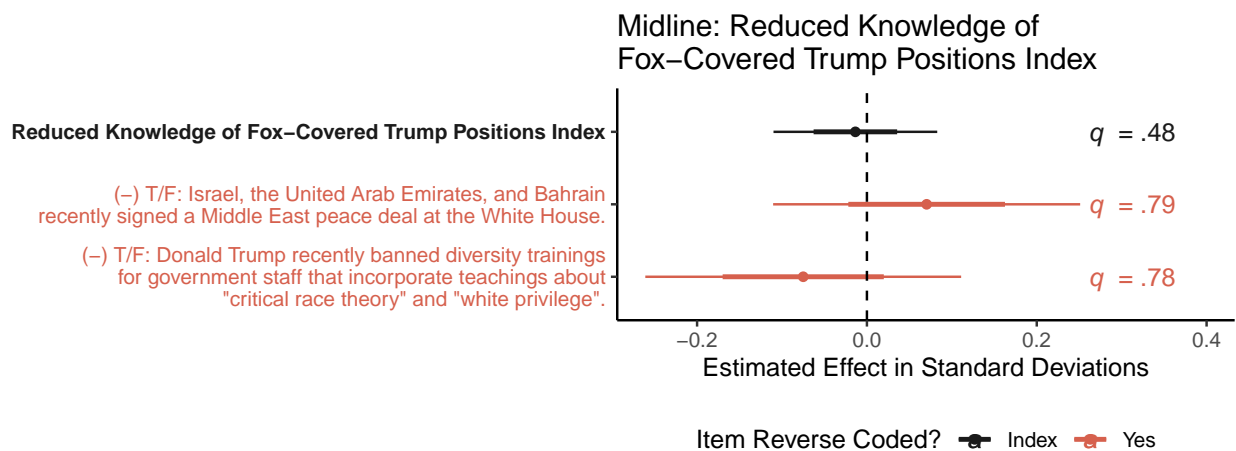 Midline: Reduced Knowledge of
Fox−Covered Trump Positions Index
Reduced Knowledge of Fox−Covered Trump Positions Index
q = .48
(−) T/F: Israel, the United Arab Emirates, and Bahrain
recently signed a Middle East peace deal at the White House.
q = .79
(−) T/F: Donald Trump recently banned diversity trainings
for government staff that incorporate teachings about
"critical race theory" and "white privilege".
q = .78
−0.2 0.0 0.2 0.4
Estimated Effect in Standard Deviations
Item Reverse Coded? a Index a Yes